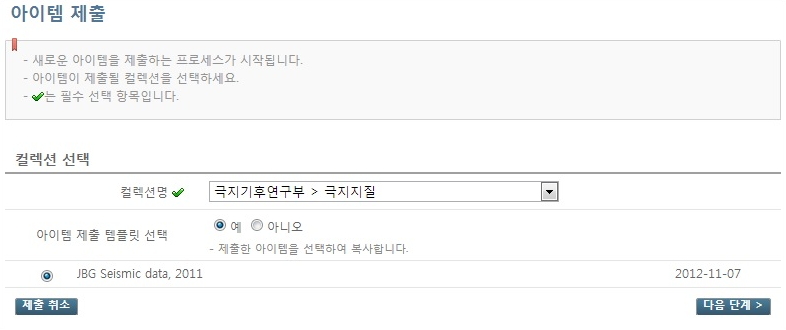 아이템 제출
- 새로운 아이템을 제출하는 프로세스가 시작됩니다.
- 아이템이 제출될 컬렉션을 선택하세요.
- 는 필수 선택 항목입니다.
컬렉션 선택
컬렉션명 극지기후연구부 > 극지지질
아이템 제출 템플릿 선택 예 아니오
- 제출한 아이템을 선택하여 복사합니다.
JBG Seismic data, 2011 2012-11-07
제출 취소 다음 단계 >